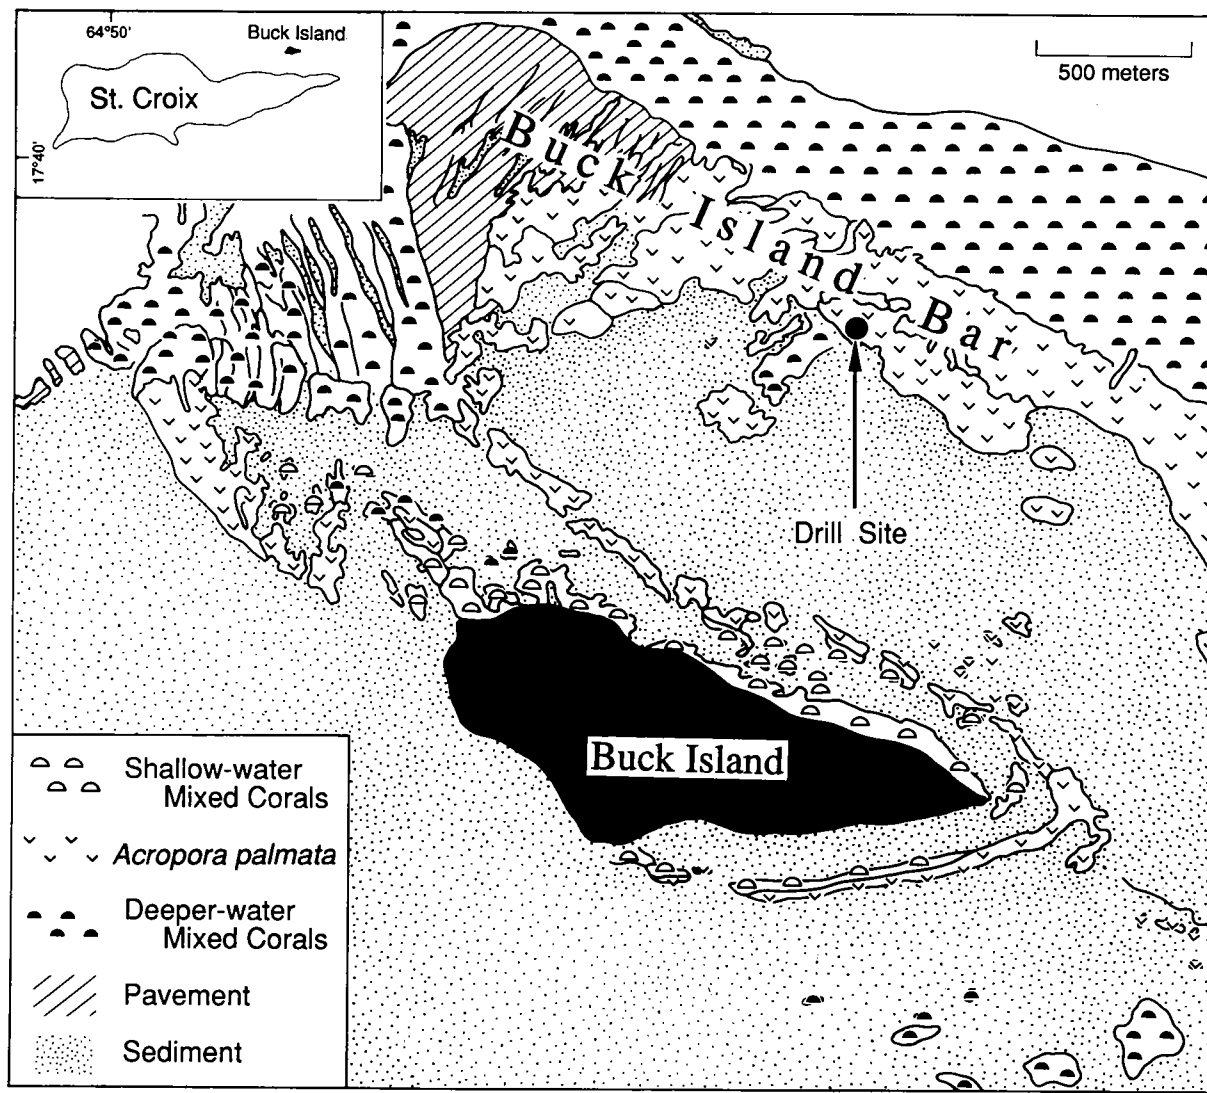 64°50'
Buck Island
St. Croix
17°40'
500 meters
Buck Island Bar
Drill Site
Buck Island
Shallow-water
Mixed Corals
Acropora palmata
Deeper-water
Mixed Corals
Pavement
Sediment